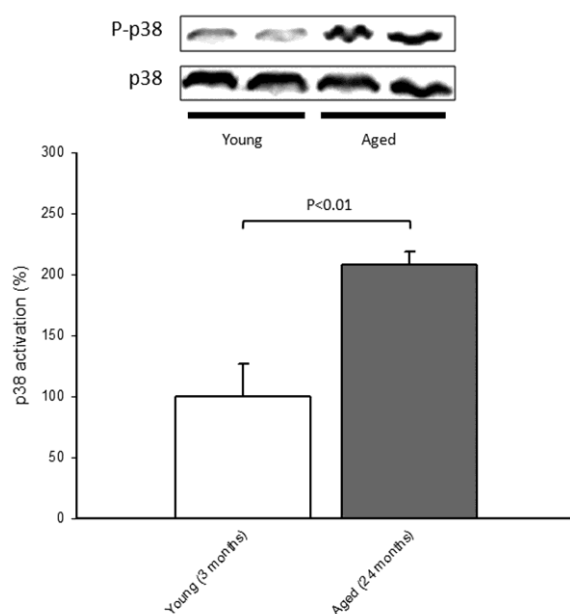 P-p38
p38
Young
Aged
300
P<0.01
250
200
150
100
50
0
p38 activation (%)
Young (3 months)
Aged (24 months)